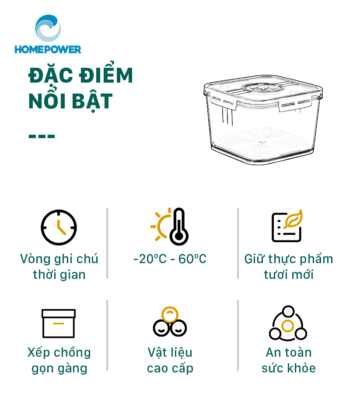 HOMEPOWER
ĐẶC ĐIỂM
NỔI BẬT
---
Vòng ghi chú
thời gian
-20°C - 60°C
Giữ thực phẩm
tươi mới
Xếp chồng
gọn gàng
Vật liệu
cao cấp
An toàn
sức khỏe